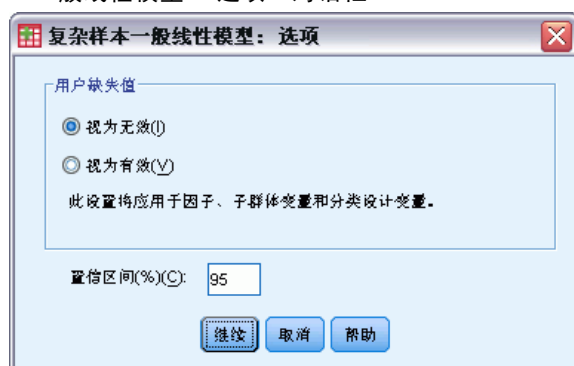 复杂样本一般线性模型：选项
用户缺失值
视为无效(I)
视为有效(V)
此设置将应用于因子、子群体变量和分类设计变量。
置信区间(%)(C):
95
继续 取消 帮助